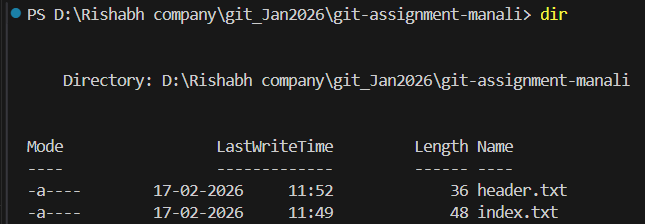 PS D:\Rishabh company\git_Jan2026\git-assignment-manali> dir
Directory: D:\Rishabh company\git_Jan2026\git-assignment-manali
Mode                 LastWriteTime         Length Name
----                 -------------         ------ ----
-a----        17-02-2026     11:52             36 header.txt
-a----        17-02-2026     11:49             48 index.txt